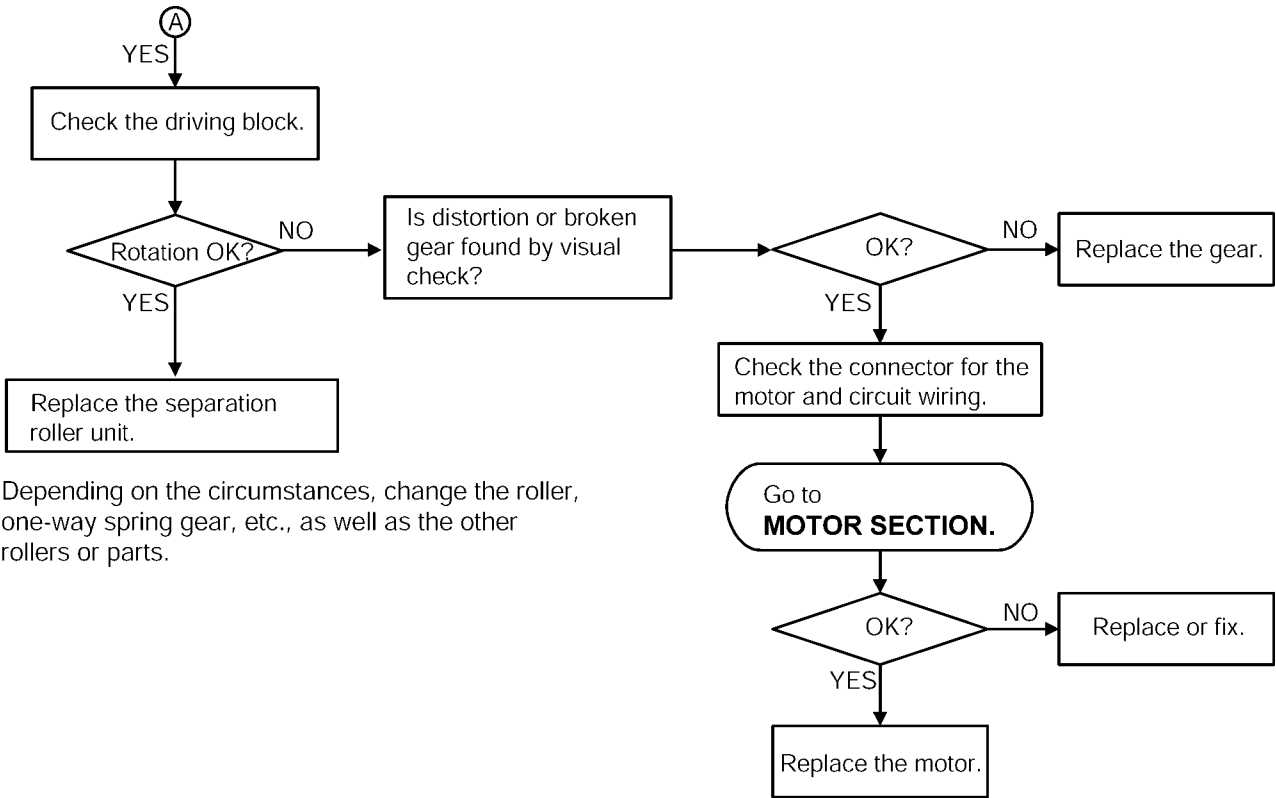 A
YES
Check the driving block.
Rotation OK?
NO
YES
Is distortion or broken
gear found by visual
check?
OK?
NO
Replace the gear.
YES
Replace the separation
roller unit.
Depending on the circumstances, change the roller,
one-way spring gear, etc., as well as the other
rollers or parts.
Check the connector for the
motor and circuit wiring.
Go to
MOTOR SECTION.
OK?
NO
Replace or fix.
YES
Replace the motor.